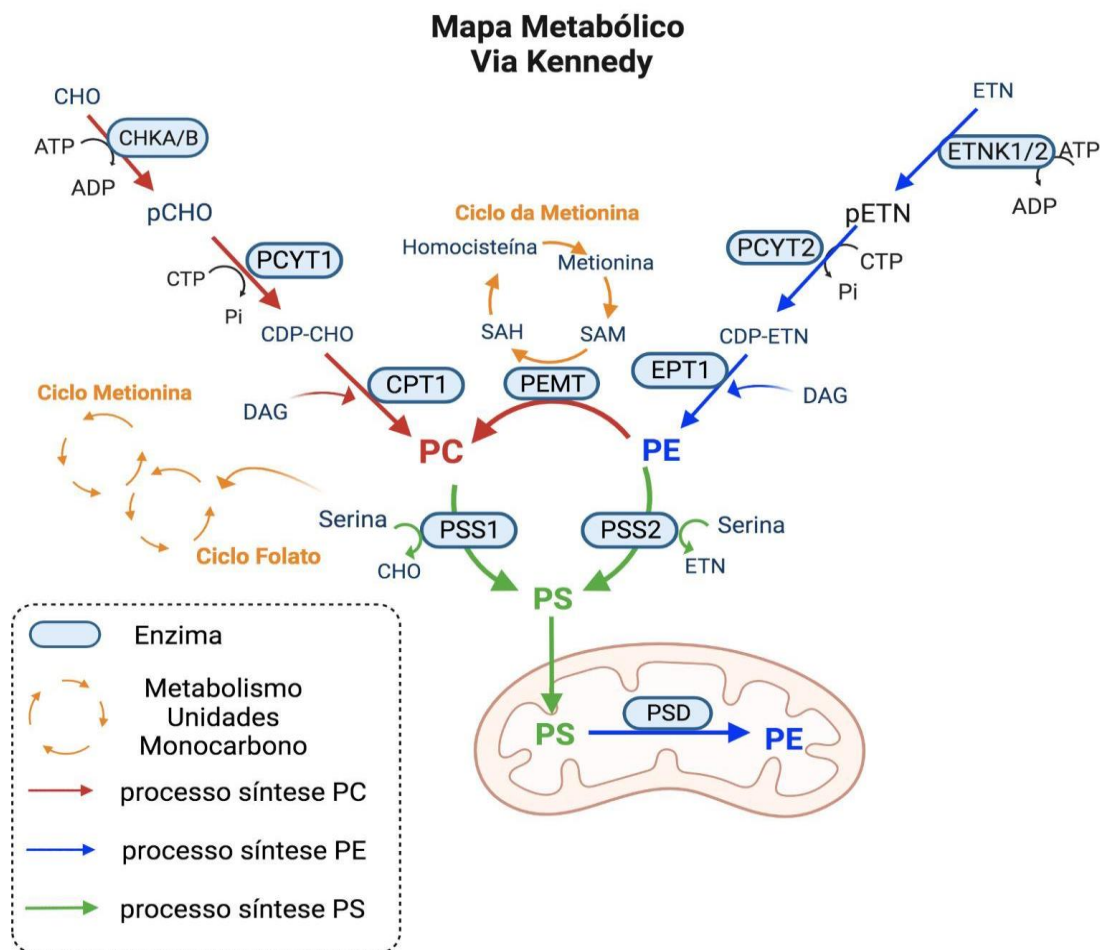 Mapa Metabólico
Via Kennedy
CHO
ETN
ATP
CHKA/B
ADP
ETNK1/2
ATP
ADP
pCHO
pETN
Ciclo da Metionina
Homocisteína
Metionina
SAH
SAM
PCYT1
CTP
Pi
PCYT2
CTP
Pi
CDP-CHO
CDP-ETN
CPT1
DAG
PEMT
EPT1
DAG
PC
PE
Ciclo Metionina
Ciclo Folato
Serina
PSS1
CHO
PSS2
Serina
ETN
PS
PS
PSD
PE
Enzima
Metabolismo
Unidades
Monocarbono
processo síntese PC
processo síntese PE
processo síntese PS